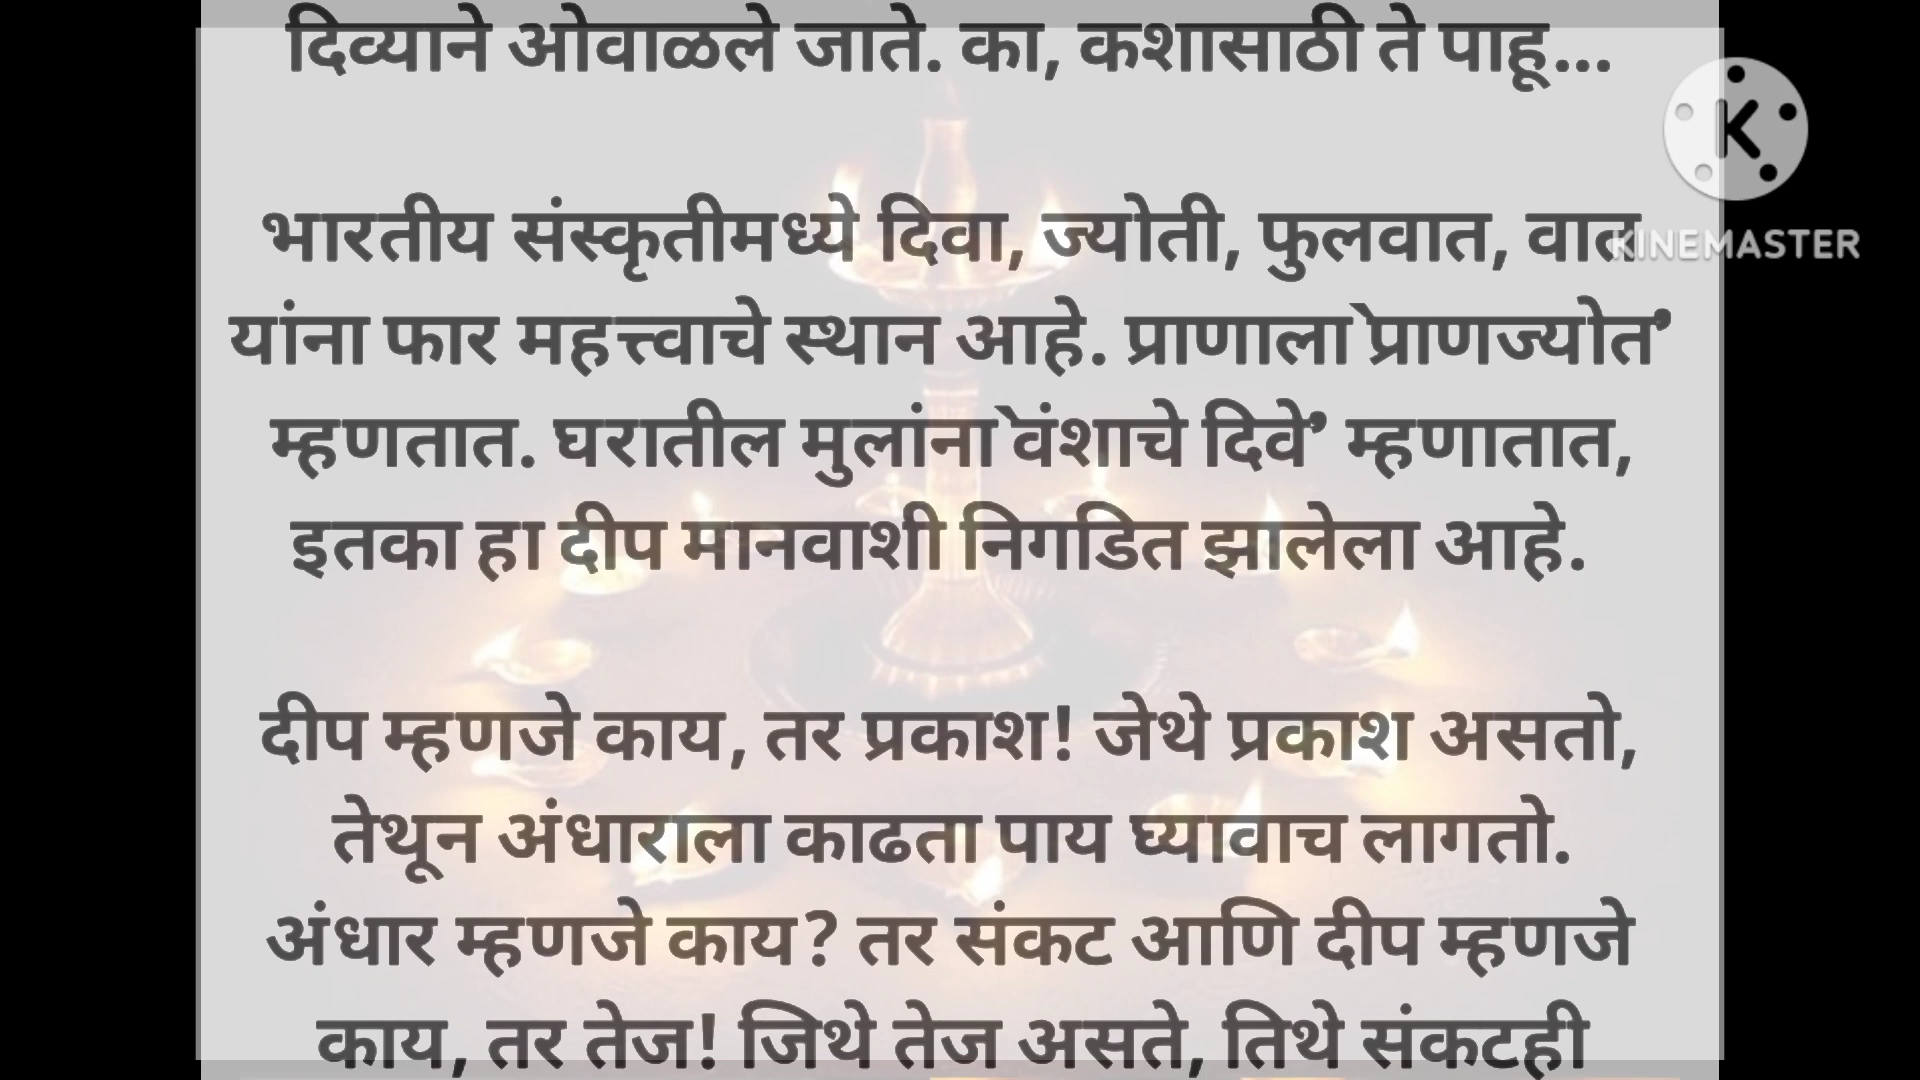 दिव्याने ओवाळले जाते. का, कशासाठी ते पाहू...
भारतीय संस्कृतीमध्ये दिवा, ज्योती, फुलवात, वात
यांना फार महत्त्वाचे स्थान आहे. प्राणाला `प्राणज्योत’
म्हणतात. घरातील मुलांना `वंशाचे दिवे’ म्हणातात,
इतका हा दीप मानवाशी निगडित झालेला आहे.
दीप म्हणजे काय, तर प्रकाश! जेथे प्रकाश असतो,
तेथून अंधाराला काढता पाय घ्यावाच लागतो.
अंधार म्हणजे काय? तर संकट आणि दीप म्हणजे
काय, तर तेज! जिथे तेज असते, तिथे संकटही
K
KINEMASTER